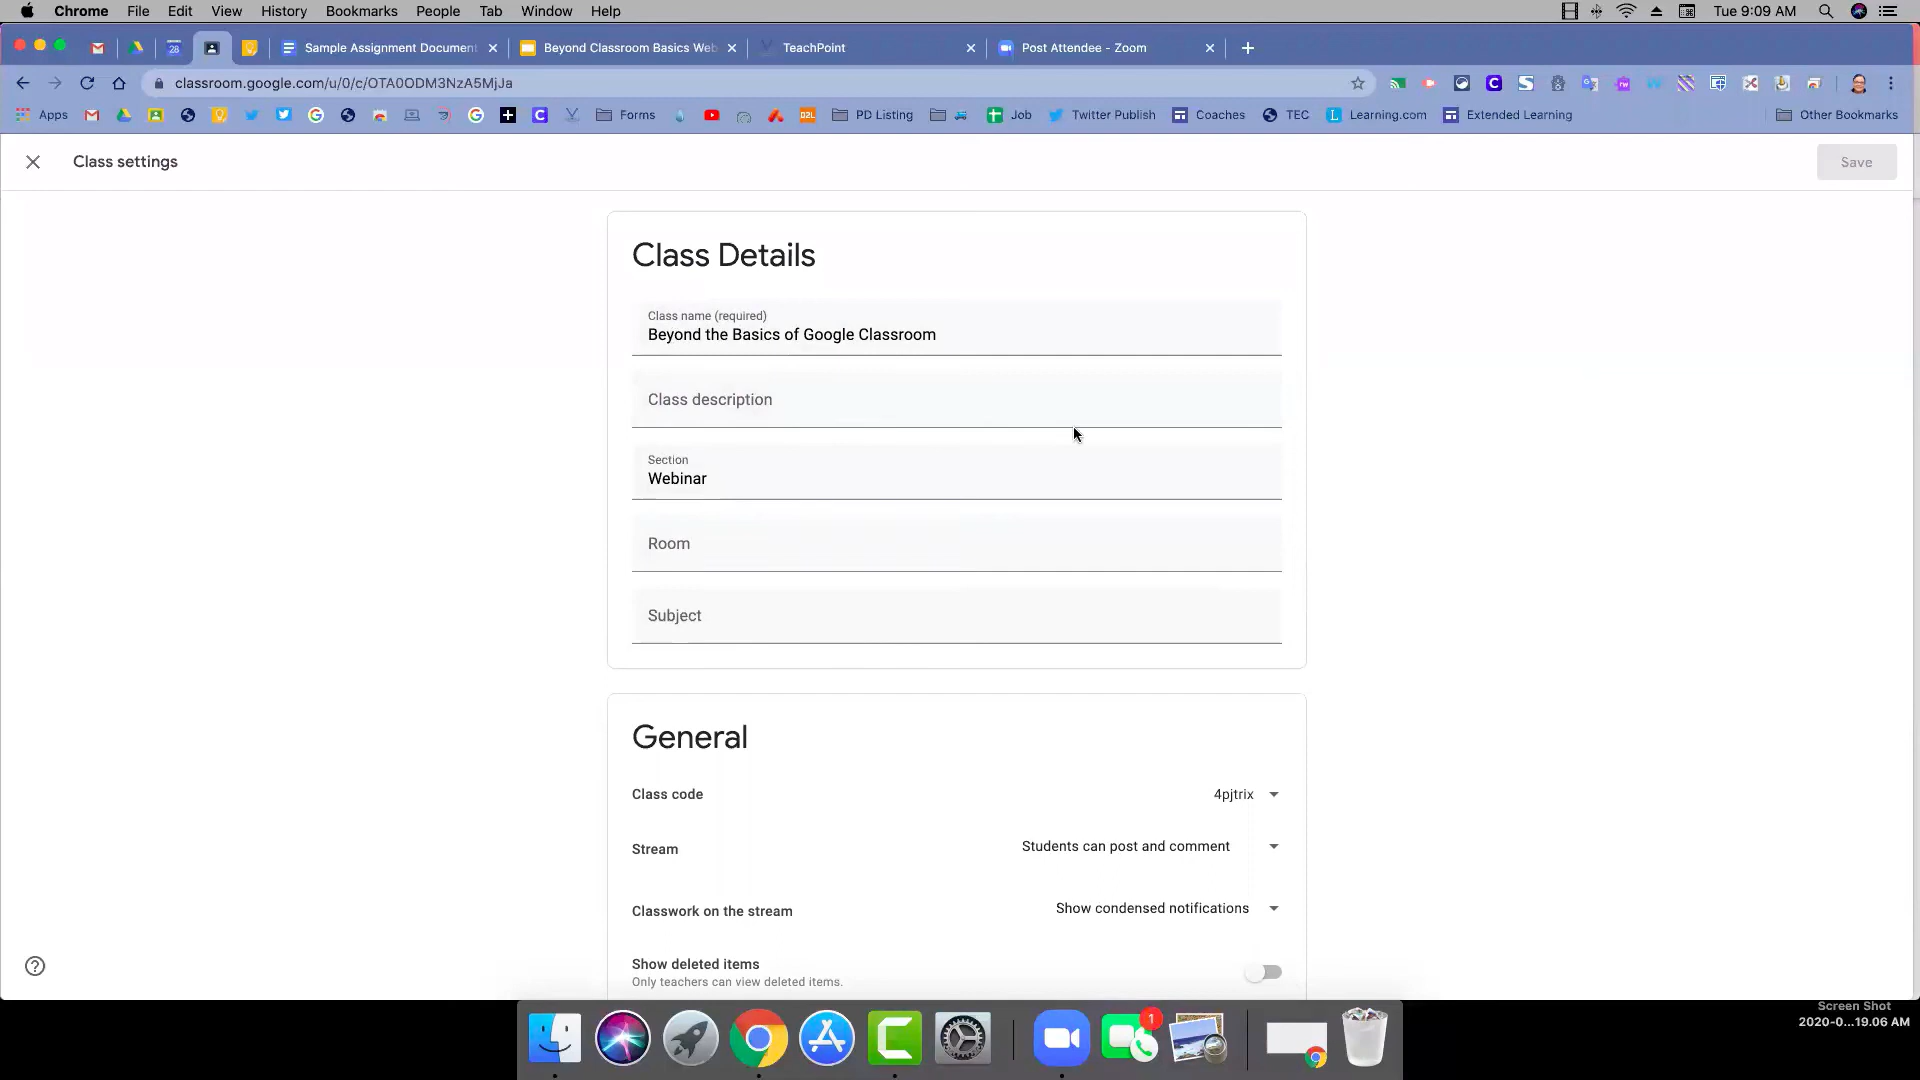 Chrome File Edit View History Bookmarks People Tab Window Help Tue 9:09 AM
28 Sample Assignment Document Beyond Classroom Basics Web TeachPoint Post Attendee - Zoom
classroom.google.com/u/0/c/OTA0ODM3NzA5MjJa
Apps Forms D2L PD Listing Job Twitter Publish Coaches TEC Learning.com Extended Learning Other Bookmarks
Class settings Save
Class Details
Class name (required)
Beyond the Basics of Google Classroom
Class description
Section
Webinar
Room
Subject
General
Class code 4pjtrix
Stream Students can post and comment
Classwork on the stream Show condensed notifications
Show deleted items
Only teachers can view deleted items.
Screen Shot
2020-0...19.06 AM
1